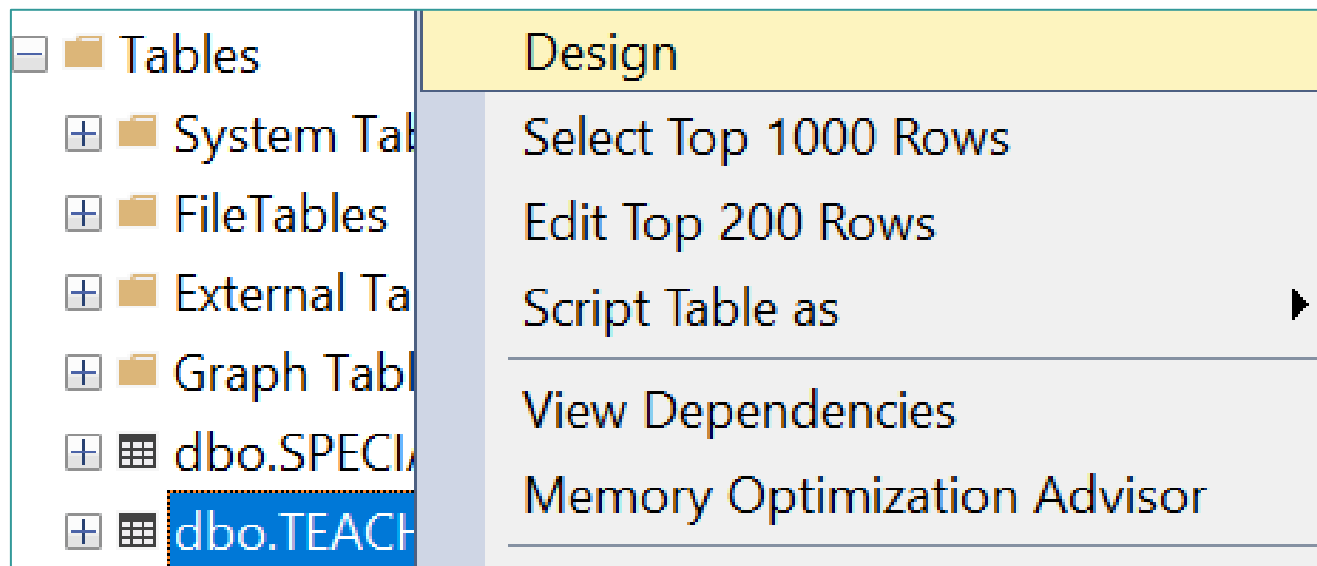 Tables
System Tab
FileTables
External Ta
Graph Tabl
dbo.SPECIA
dbo.TEACH
Design
Select Top 1000 Rows
Edit Top 200 Rows
Script Table as
View Dependencies
Memory Optimization Advisor